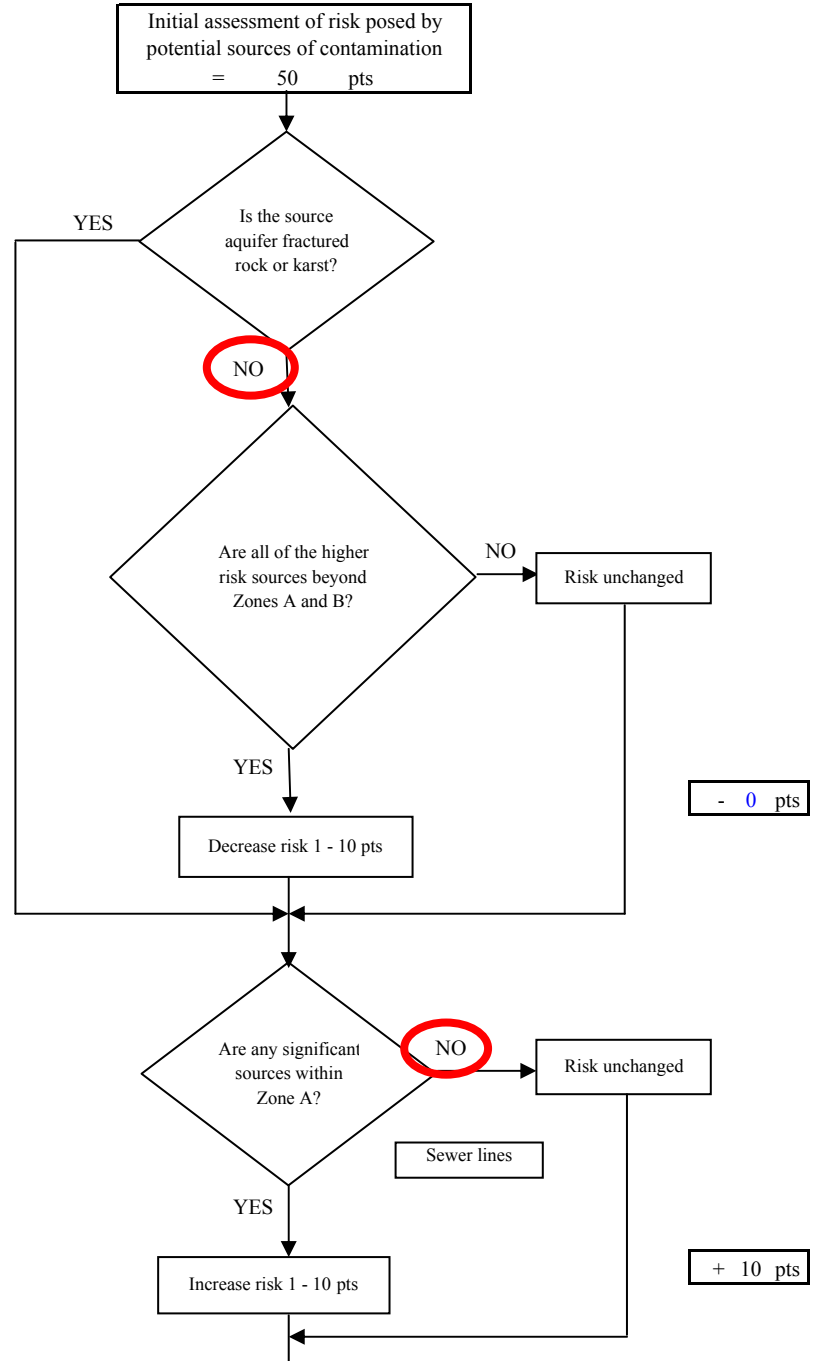 Initial assessment of risk posed by
potential sources of contamination
= 50 pts
YES
Is the source
aquifer fractured
rock or karst?
NO
Are all of the higher
risk sources beyond
Zones A and B?
NO
Risk unchanged
YES
- 0 pts
Decrease risk 1 - 10 pts
Are any significant
sources within
Zone A?
NO
Risk unchanged
Sewer lines
YES
+ 10 pts
Increase risk 1 - 10 pts